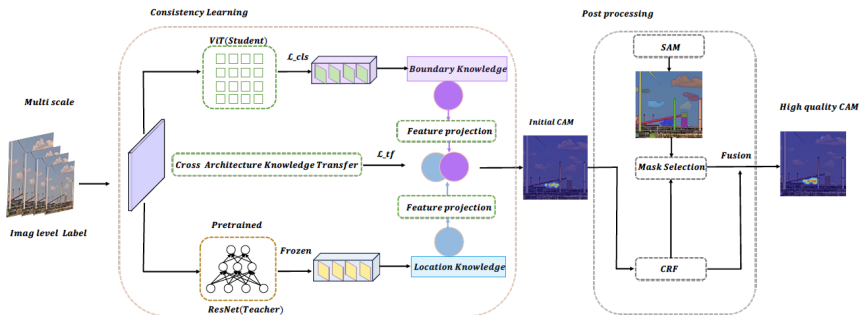 Consistency Learning
Post processing
ViT(Student)
ℒ_cls
SAM
Boundary Knowledge
Multi scale
High quality CAM
Initial CAM
Feature projection
Fusion
Cross Architecture Knowledge Transfer
ℒ_tf
Mask Selection
Feature projection
Imag level Label
Pretrained
Frozen
Location Knowledge
CRF
ResNet(Teacher)